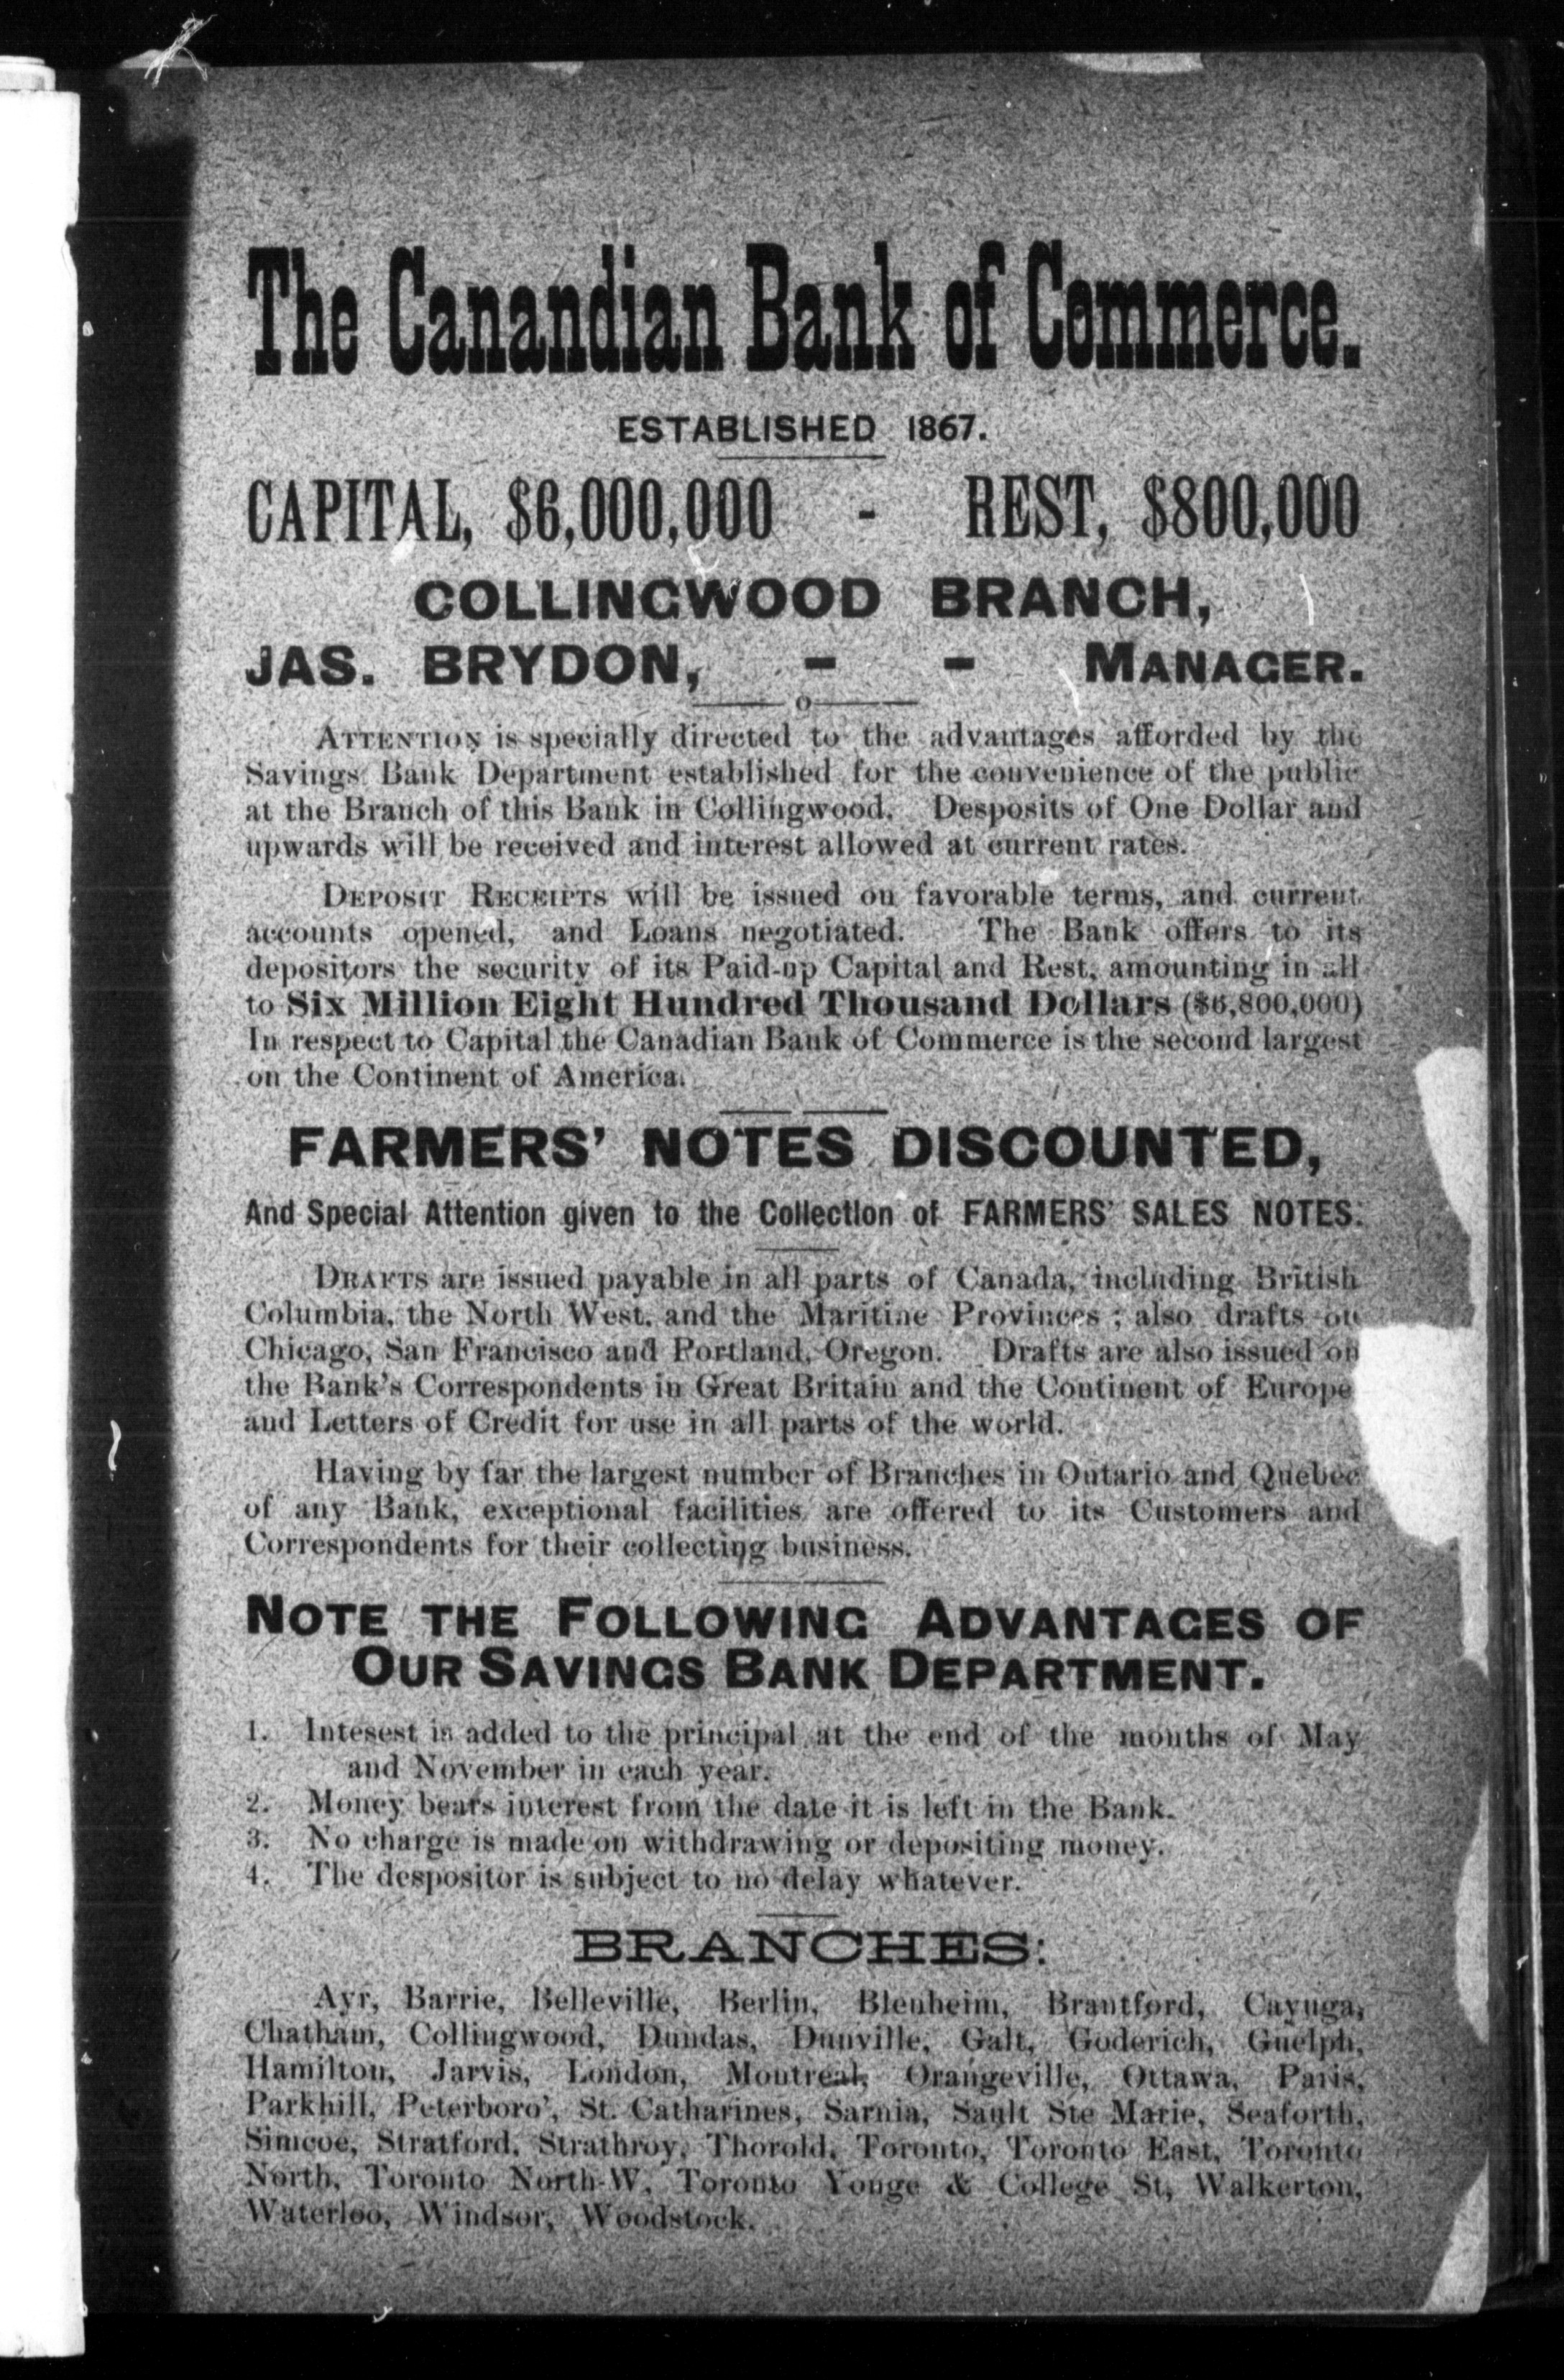 The Canandian Bank of Commerce.
ESTABLISHED 1867.
CAPITAL, $6,000,000 - REST, $800,000
COLLINGWOOD BRANCH,
JAS. BRYDON, - - MANAGER.
o
ATTENTION is specially directed to the advantages afforded by the
Savings Bank Department established for the convenience of the public
at the Branch of this Bank in Collingwood. Desposits of One Dollar and
upwards will be received and interest allowed at current rates.
DEPOSIT RECEIPTS will be issued on favorable terms, and current
accounts opened, and Loans negotiated. The Bank offers to its
depositors the security of its Paid-up Capital and Rest, amounting in all
to Six Million Eight Hundred Thousand Dollars ($6,800,000)
In respect to Capital the Canadian Bank of Commerce is the second largest
on the Continent of America.
FARMERS' NOTES DISCOUNTED,
And Special Attention given to the Collection of FARMERS' SALES NOTES.
DRAFTS are issued payable in all parts of Canada, including British
Columbia, the North West, and the Maritine Provinces ; also drafts on
Chicago, San Francisco and Portland, Oregon. Drafts are also issued on
the Bank's Correspondents in Great Britain and the Continent of Europe
and Letters of Credit for use in all parts of the world.
Having by far the largest number of Branches in Ontario and Quebec
of any Bank, exceptional facilities are offered to its Customers and
Correspondents for their collecting business.
NOTE THE FOLLOWING ADVANTAGES OF
OUR SAVINGS BANK DEPARTMENT.
1. Intesest is added to the principal at the end of the months of May
and November in each year.
2. Money bears interest from the date it is left in the Bank.
3. No charge is made on withdrawing or depositing money.
4. The despositor is subject to no delay whatever.
BRANCHES:
Ayr, Barrie, Belleville, Berlin, Blenheim, Brantford, Cayuga,
Chatham, Collingwood, Dundas, Dunville, Galt, Goderich, Guelph,
Hamilton, Jarvis, London, Montreal, Orangeville, Ottawa, Paris,
Parkhill, Peterboro', St. Catharines, Sarnia, Sault Ste Marie, Seaforth,
Simcoe, Stratford, Strathroy, Thorold, Toronto, Toronto East, Toronto
North, Toronto North-W, Toronto Yonge & College St, Walkerton,
Waterloo, Windsor, Woodstock.